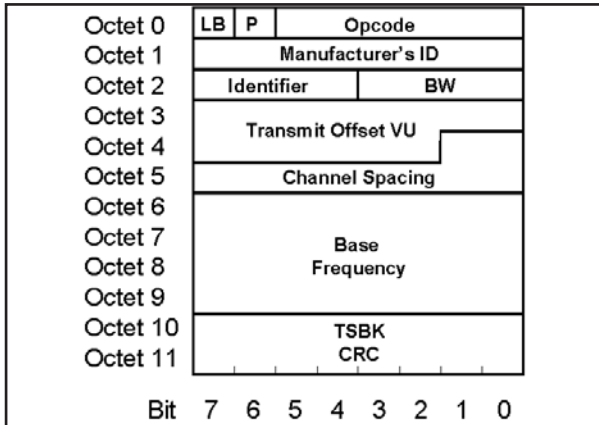 Octet 0 LB P Opcode
Octet 1 Manufacturer's ID
Octet 2 Identifier BW
Octet 3
Transmit Offset VU
Octet 4
Octet 5 Channel Spacing
Octet 6
Octet 7
Base
Octet 8
Frequency
Octet 9
Octet 10 TSBK
Octet 11 CRC
Bit 7 6 5 4 3 2 1 0